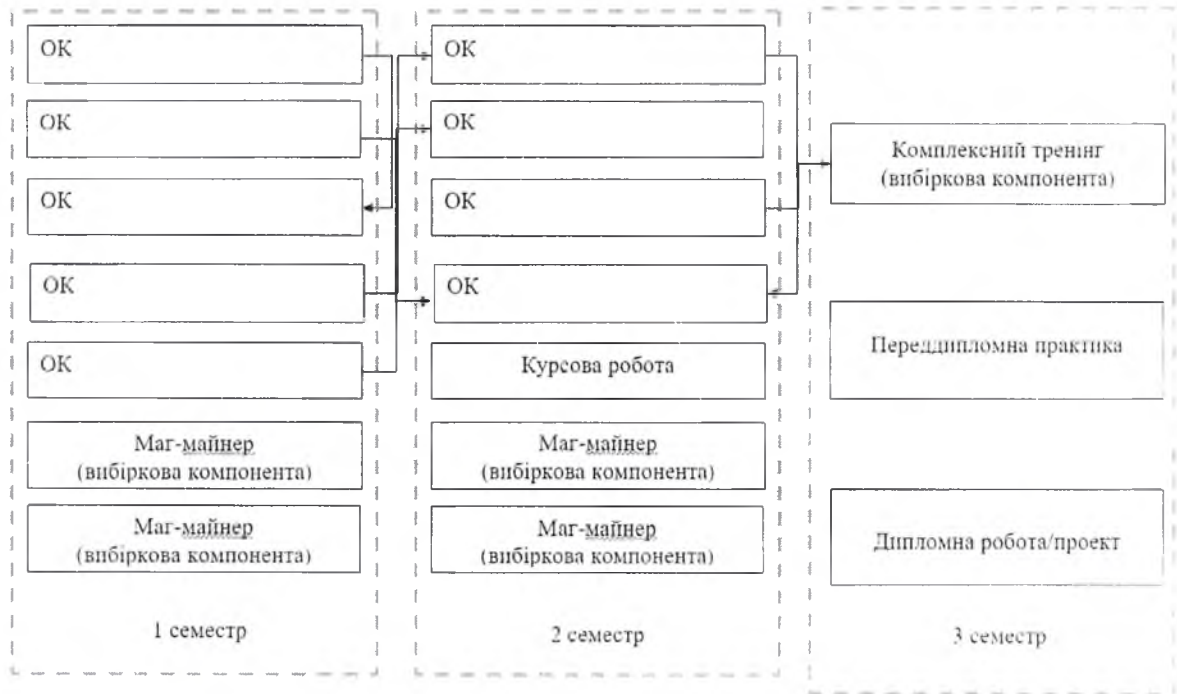 ОК
ОК
ОК
ОК
ОК
Маг-майнер
(вибіркова компонента)
Маг-майнер
(вибіркова компонента)
1 семестр
ОК
ОК
ОК
ОК
Курсова робота
Маг-майнер
(вибіркова компонента)
Маг-майнер
(вибіркова компонента)
2 семестр
Комплексний тренінг
(вибіркова компонента)
Переддипломна практика
Дипломна робота/проект
3 семестр